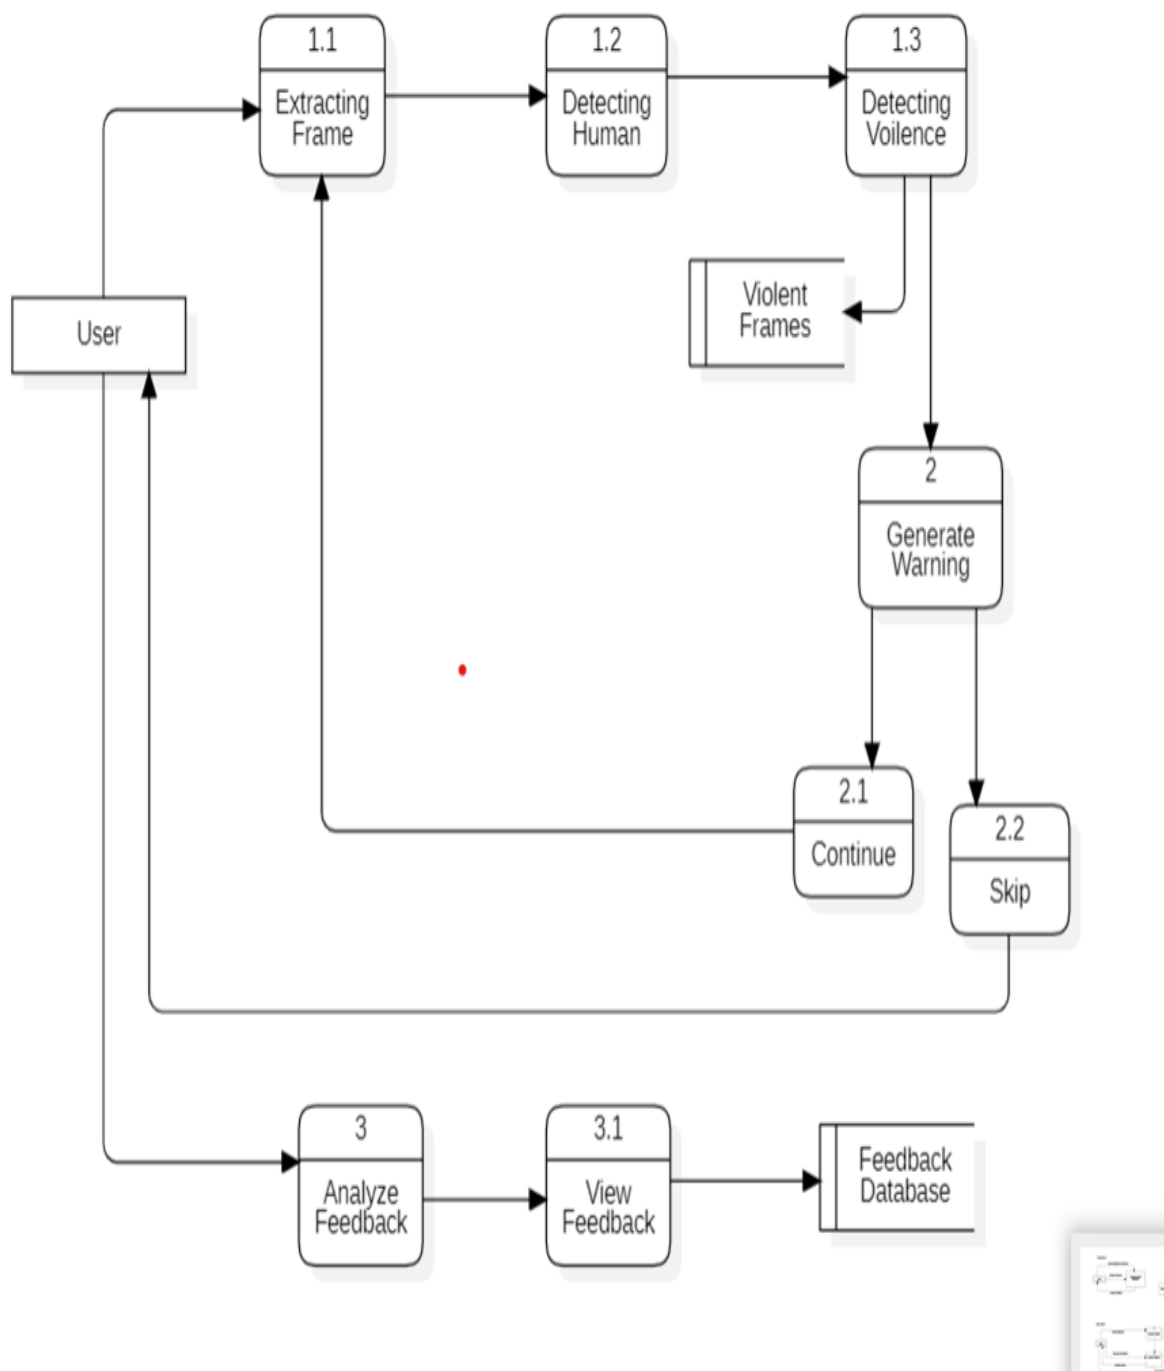 1.1
Extracting
Frame
1.2
Detecting
Human
1.3
Detecting
Voilence
Violent
Frames
User
2
Generate
Warning
2.1
Continue
2.2
Skip
3
Analyze
Feedback
3.1
View
Feedback
Feedback
Database